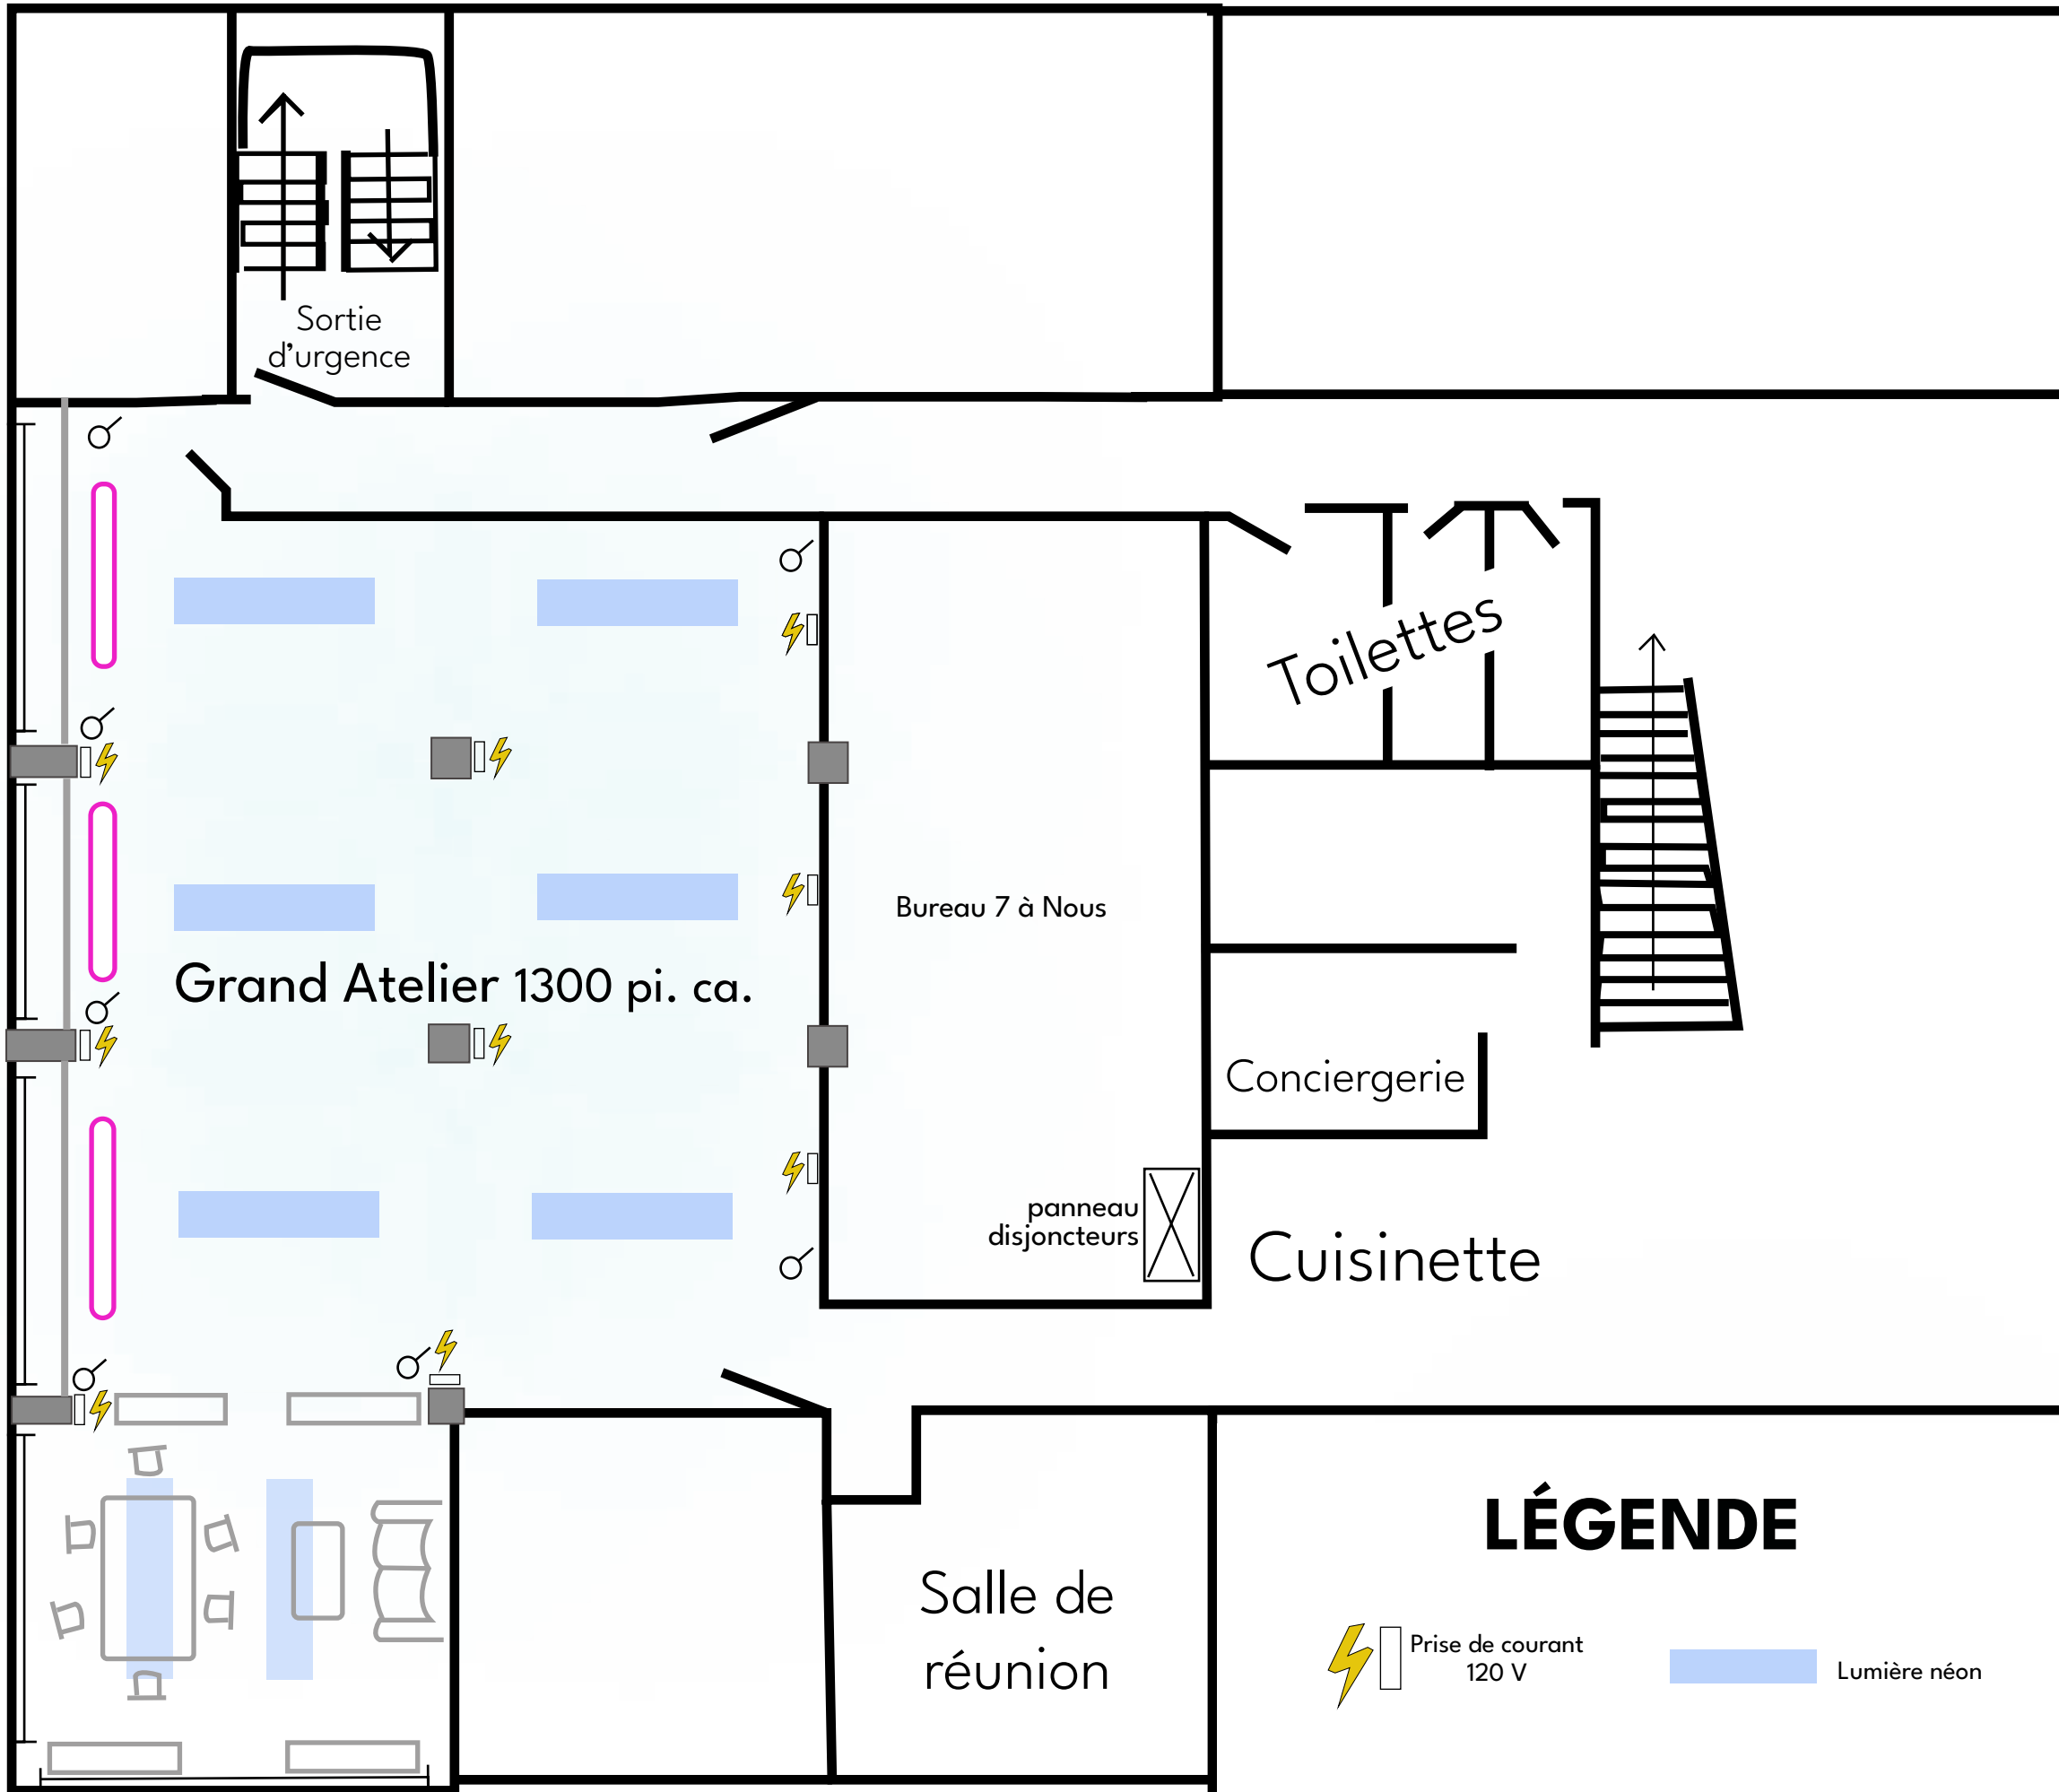 Sortie
d'urgence
Toilettes
Bureau 7 à Nous
Grand Atelier 1300 pi. ca.
Conciergerie
panneau
disjoncteurs
Cuisinette
LÉGENDE
Salle de
réunion
Prise de courant
120 V
Lumière néon